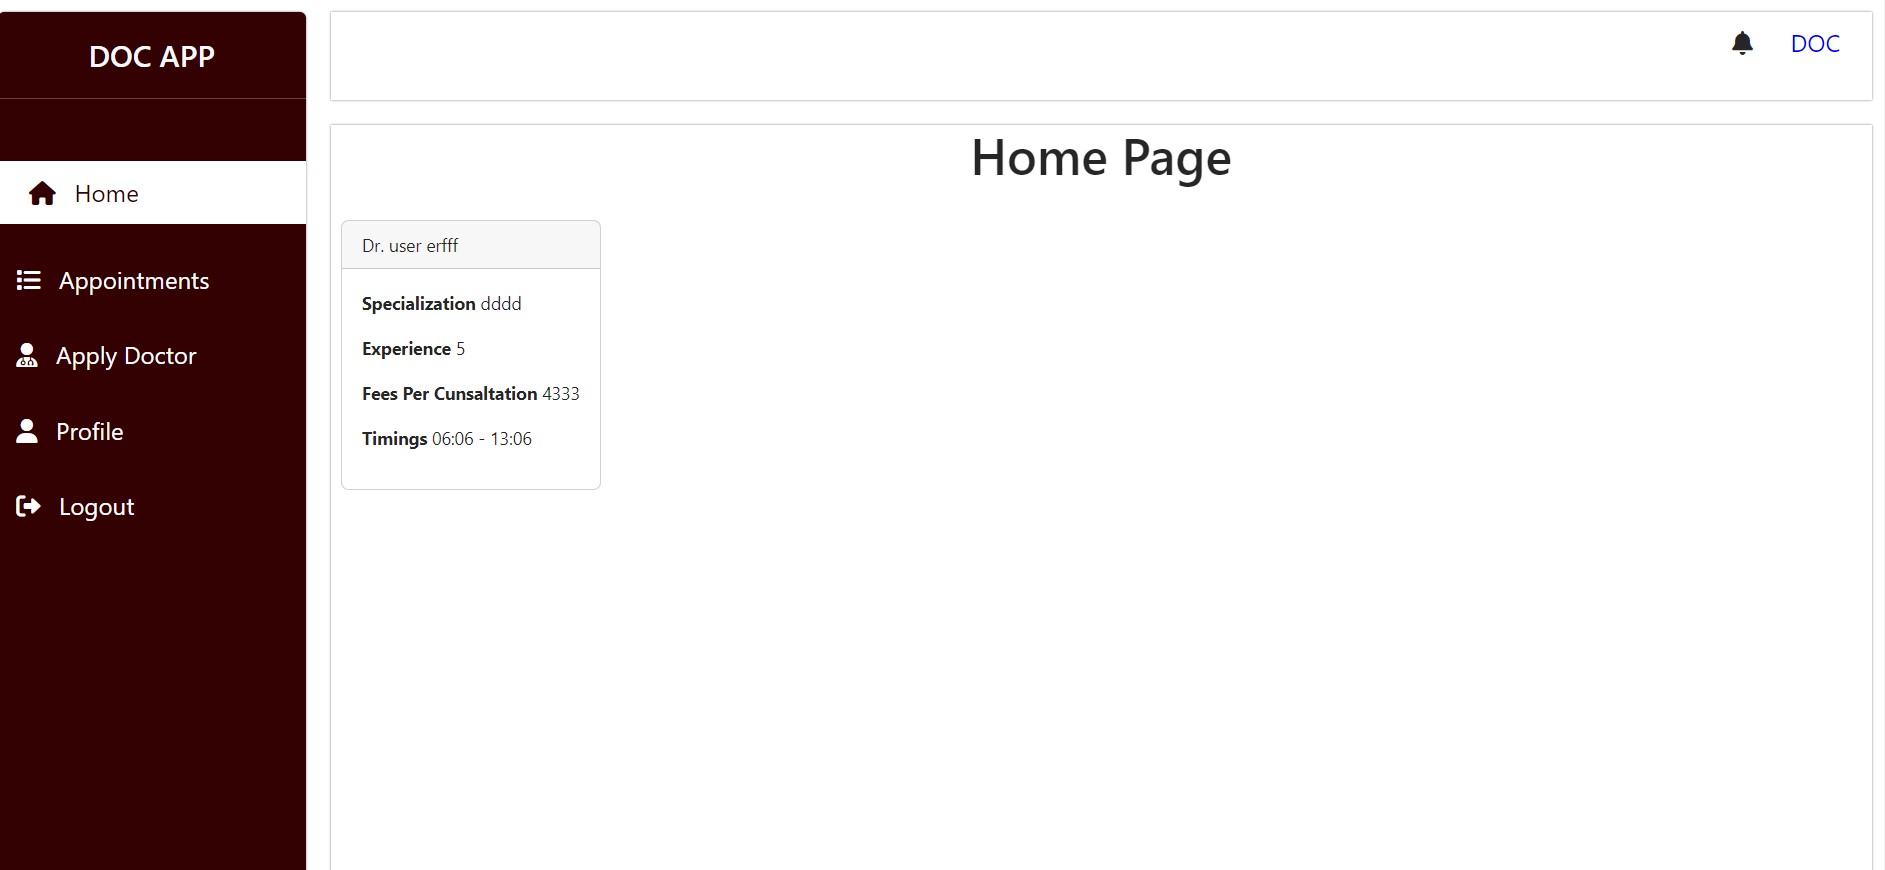 DOC APP
DOC
Home
Appointments
Apply Doctor
Profile
Logout
Home Page
Dr. user erfff
Specialization dddd
Experience 5
Fees Per Cunsaltation 4333
Timings 06:06 - 13:06